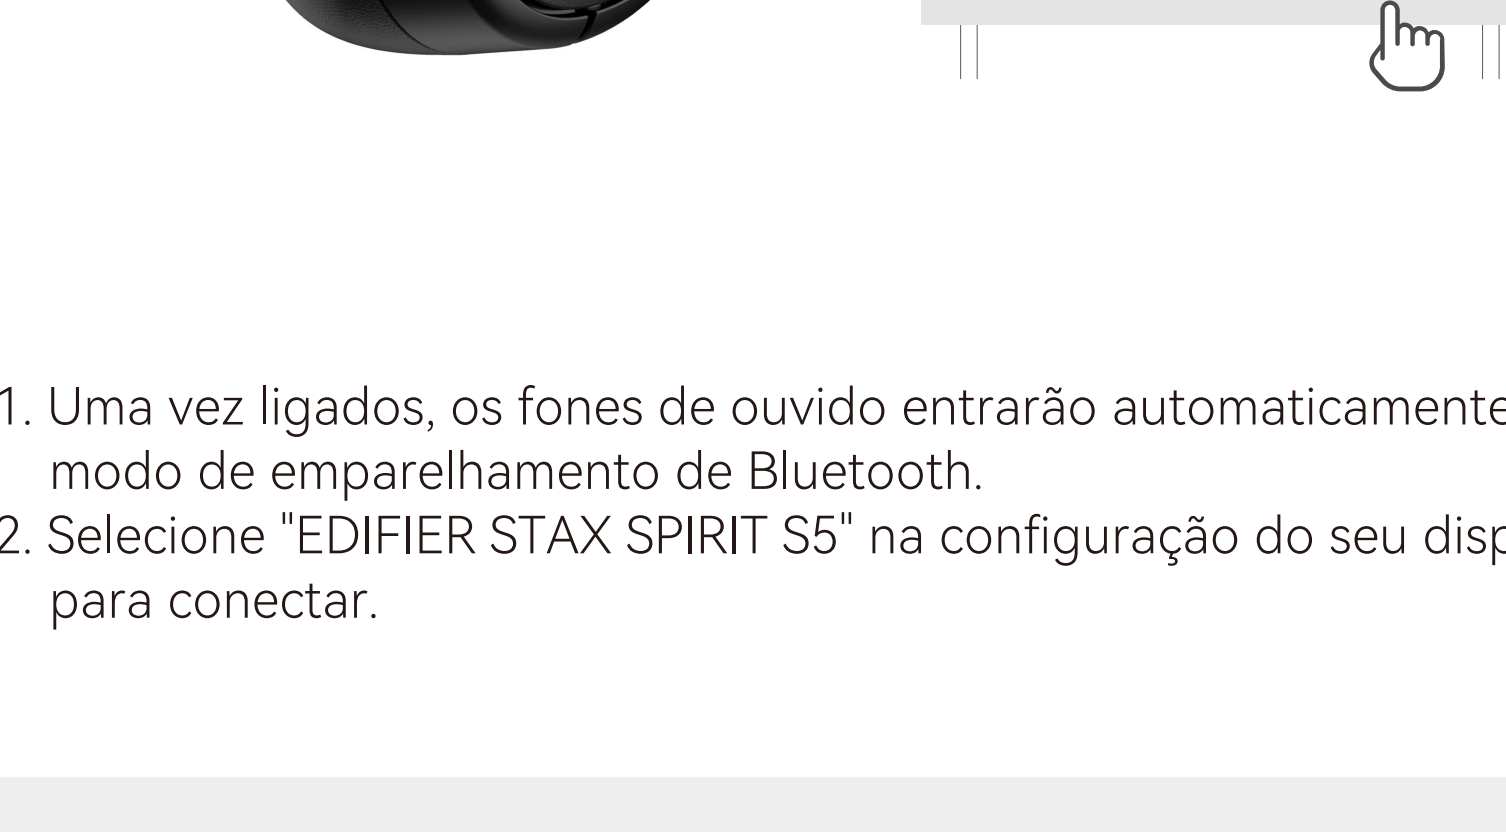 1. Uma vez ligados, os fones de ouvido entrarão automaticamente
modo de emparelhamento de Bluetooth.
2. Selecione "EDIFIER STAX SPIRIT S5" na configuração do seu
para conectar.